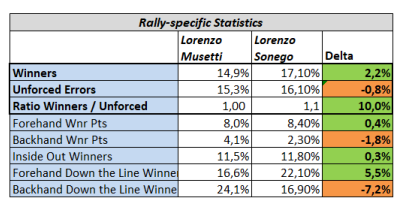 Rally-specific Statistics
Lorenzo Musetti Lorenzo Sonego Delta
Winners 14,9% 17,10% 2,2%
Unforced Errors 15,3% 16,10% -0,8%
Ratio Winners / Unforced 1,00 1,1 10,0%
Forehand Wnr Pts 8,0% 8,40% 0,4%
Backhand Wnr Pts 4,1% 2,30% -1,8%
Inside Out Winners 11,5% 11,80% 0,3%
Forehand Down the Line Winner 16,6% 22,10% 5,5%
Backhand Down the Line Winne 24,1% 16,90% -7,2%